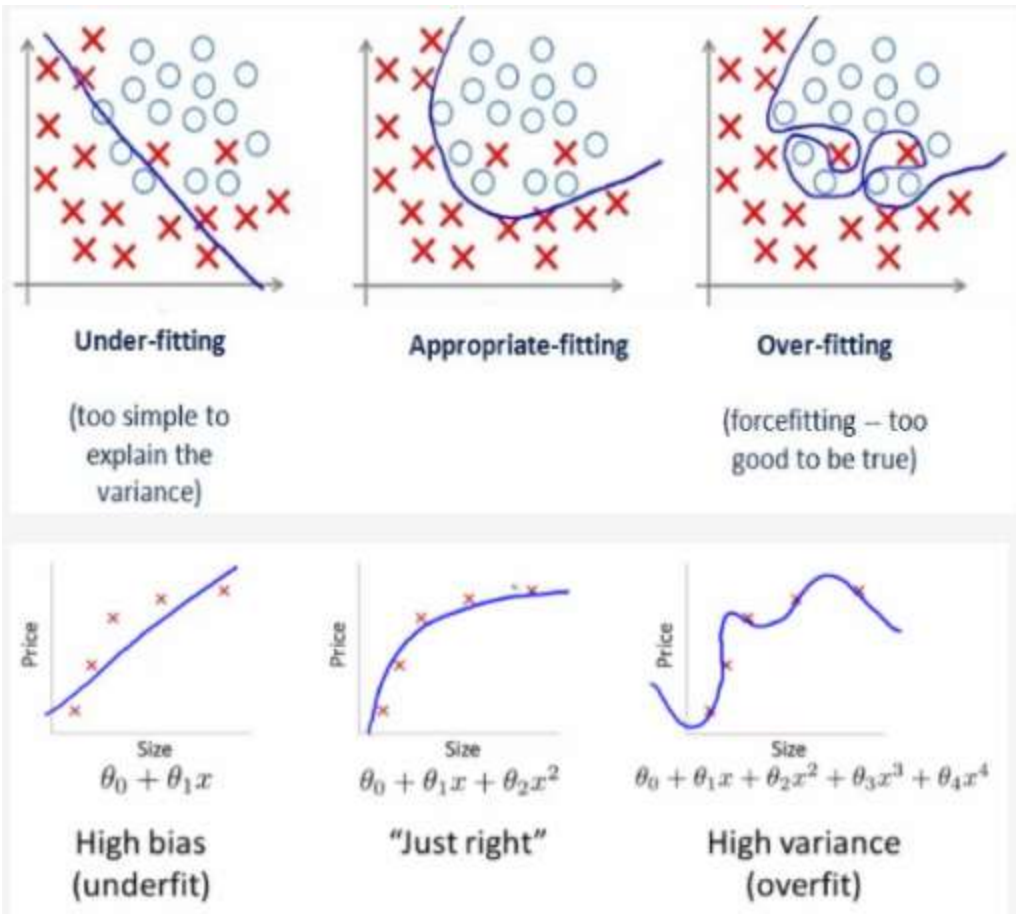 Under-fitting
Appropriate-fitting
Over-fitting
(too simple to
explain the
variance)
(forcefitting – too
good to be true)
Price
Size
θ₀ + θ₁x
High bias
(underfit)
Price
Size
θ₀ + θ₁x + θ₂x²
“Just right”
Price
Size
θ₀ + θ₁x + θ₂x² + θ₃x³ + θ₄x⁴
High variance
(overfit)